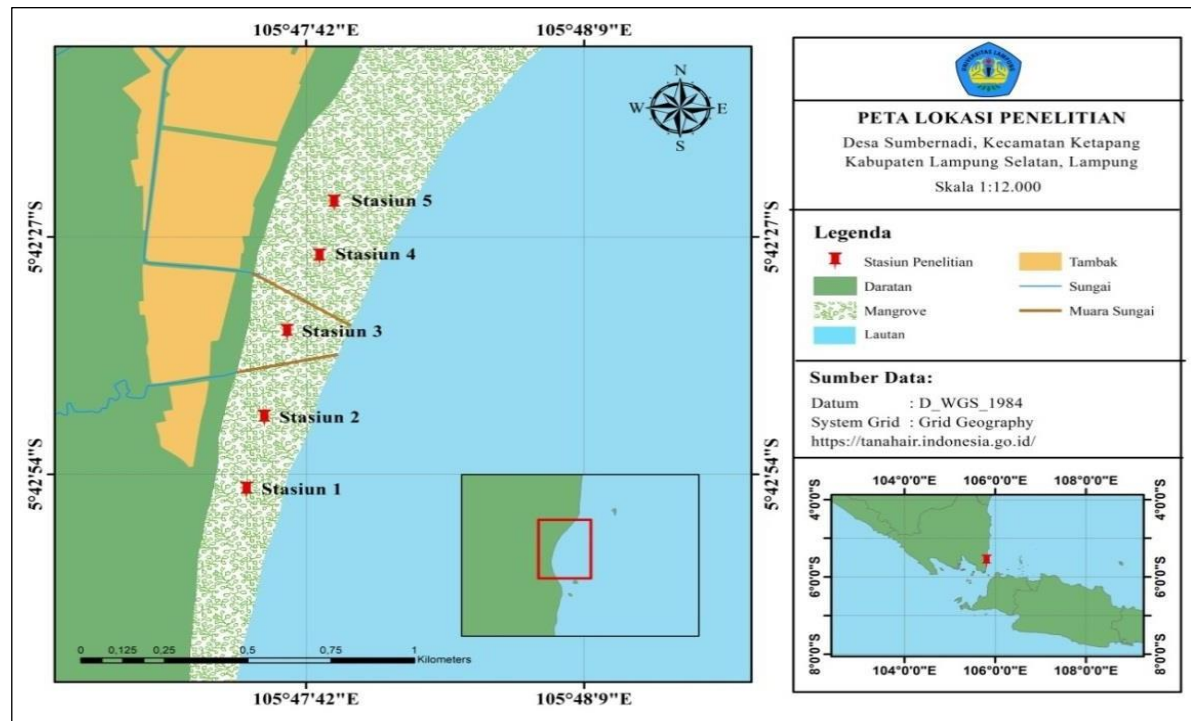 105°47'42"E 105°48'9"E
N
W E
S
5°42'27"S 5°42'27"S
5°42'54"S 5°42'54"S
Stasiun 5
Stasiun 4
Stasiun 3
Stasiun 2
Stasiun 1
0 0,125 0,25 0,5 0,75 1
Kilometers
105°47'42"E 105°48'9"E
UNIVERSITAS LAMPUNG
PETA LOKASI PENELITIAN
Desa Sumbernadi, Kecamatan Ketapang
Kabupaten Lampung Selatan, Lampung
Skala 1:12.000
Legenda
Stasiun Penelitian Tambak
Daratan Sungai
Mangrove Muara Sungai
Lautan
Sumber Data:
Datum : D_WGS_1984
System Grid : Grid Geography
https://tanahair.indonesia.go.id/
104°0'0"E 106°0'0"E 108°0'0"E
4°0'0"S 4°0'0"S
6°0'0"S 6°0'0"S
8°0'0"S 8°0'0"S
104°0'0"E 106°0'0"E 108°0'0"E